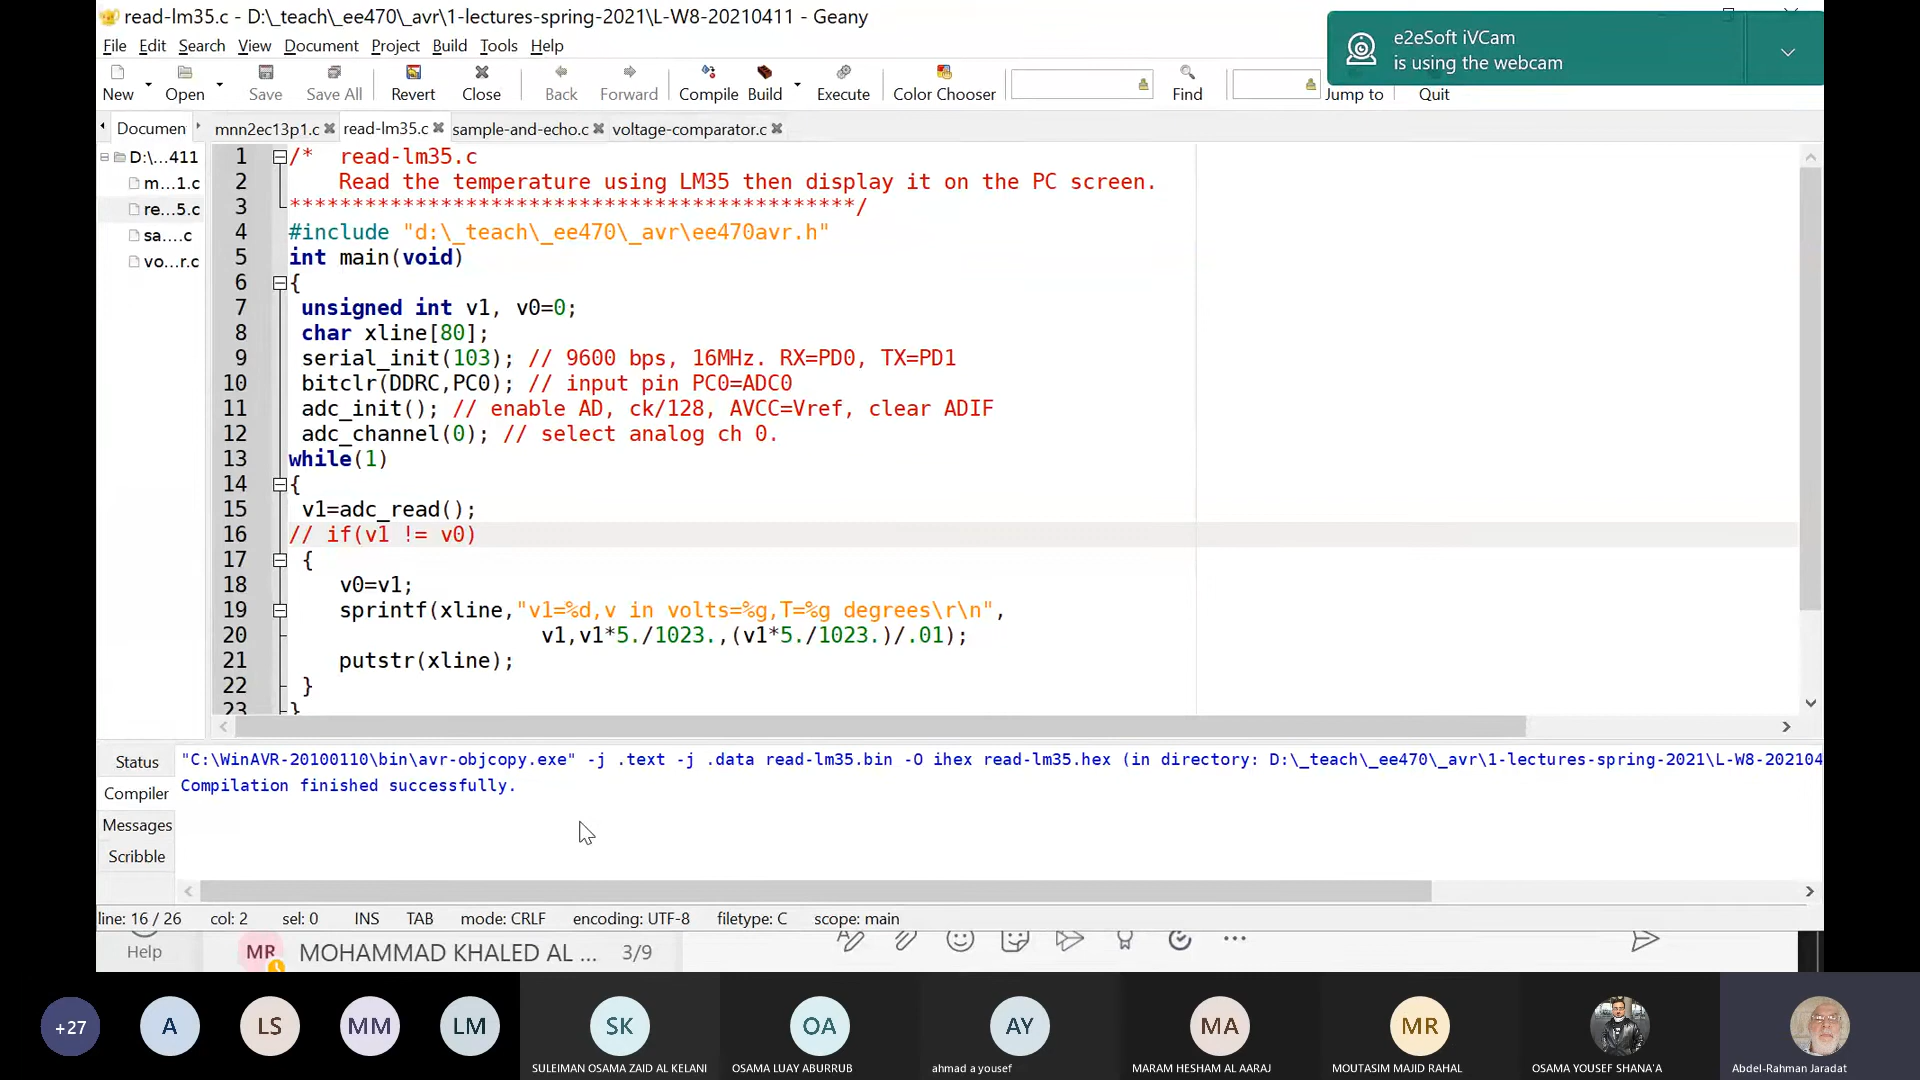 read-lm35.c - D:\_teach\_ee470\_avr\1-lectures-spring-2021\L-W8-20210411 - Geany
e2eSoft iVCam
is using the webcam
File Edit Search View Document Project Build Tools Help
New Open Save Save All Revert Close Back Forward Compile Build Execute Color Chooser Find Jump to Quit
Documen mnn2ec13p1.c read-lm35.c sample-and-echo.c voltage-comparator.c
D:\...411
m...1.c
re...5.c
sa....c
vo...r.c
1 /* read-lm35.c
2 Read the temperature using LM35 then display it on the PC screen.
3 *********************************************/
4 #include "d:\_teach\_ee470\_avr\ee470avr.h"
5 int main(void)
6 {
7 unsigned int v1, v0=0;
8 char xline[80];
9 serial_init(103); // 9600 bps, 16MHz. RX=PD0, TX=PD1
10 bitclr(DDRC,PC0); // input pin PC0=ADC0
11 adc_init(); // enable AD, ck/128, AVCC=Vref, clear ADIF
12 adc_channel(0); // select analog ch 0.
13 while(1)
14 {
15 v1=adc_read();
16 // if(v1 != v0)
17 {
18 v0=v1;
19 sprintf(xline,"v1=%d,v in volts=%g,T=%g degrees\r\n",
20 v1,v1*5./1023.,(v1*5./1023.)/.01);
21 putstr(xline);
22 }
23 }
Status
Compiler
Messages
Scribble
"C:\WinAVR-20100110\bin\avr-objcopy.exe" -j .text -j .data read-lm35.bin -O ihex read-lm35.hex (in directory: D:\_teach\_ee470\_avr\1-lectures-spring-2021\L-W8-202104
Compilation finished successfully.
line: 16 / 26 col: 2 sel: 0 INS TAB mode: CRLF encoding: UTF-8 filetype: C scope: main
Help MR MOHAMMAD KHALED AL ... 3/9
+27 A LS MM LM SK OA AY MA MR
SULEIMAN OSAMA ZAID AL KELANI OSAMA LUAY ABURRUB ahmad a yousef MARAM HESHAM AL AARAJ MOUTASIM MAJID RAHAL OSAMA YOUSEF SHANA'A Abdel-Rahman Jaradat